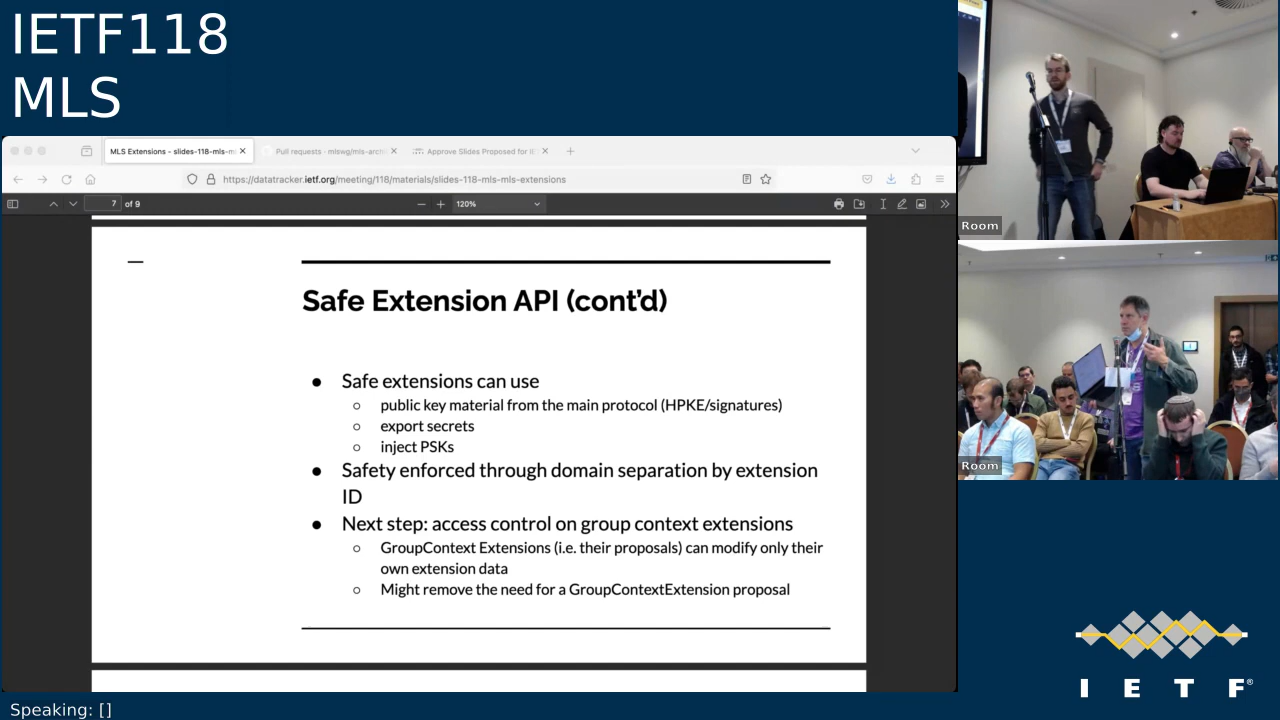 IETF118
MLS
MLS Extensions - slides-118-mls-m
Pull requests · mlswg/mls-arch
Approve Slides Proposed for I
https://datatracker.ietf.org/meeting/118/materials/slides-118-mls-mls-extensions
7 of 9
120%
Safe Extension API (cont'd)
● Safe extensions can use
○ public key material from the main protocol (HPKE/signatures)
○ export secrets
○ inject PSKs
● Safety enforced through domain separation by extension
ID
● Next step: access control on group context extensions
○ GroupContext Extensions (i.e. their proposals) can modify only their
own extension data
○ Might remove the need for a GroupContextExtension proposal
Room
Room
I E T F®
Speaking: []